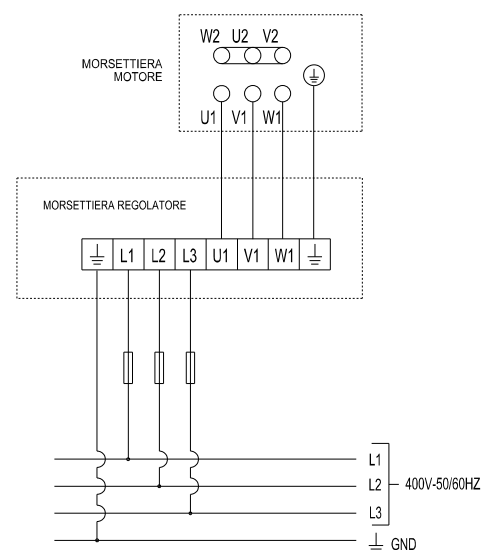 W2 U2 V2
MORSETTIERA
MOTORE
U1 V1 W1
MORSETTIERA REGOLATORE
L1 L2 L3 U1 V1 W1
L1
L2 400V-50/60HZ
L3
GND